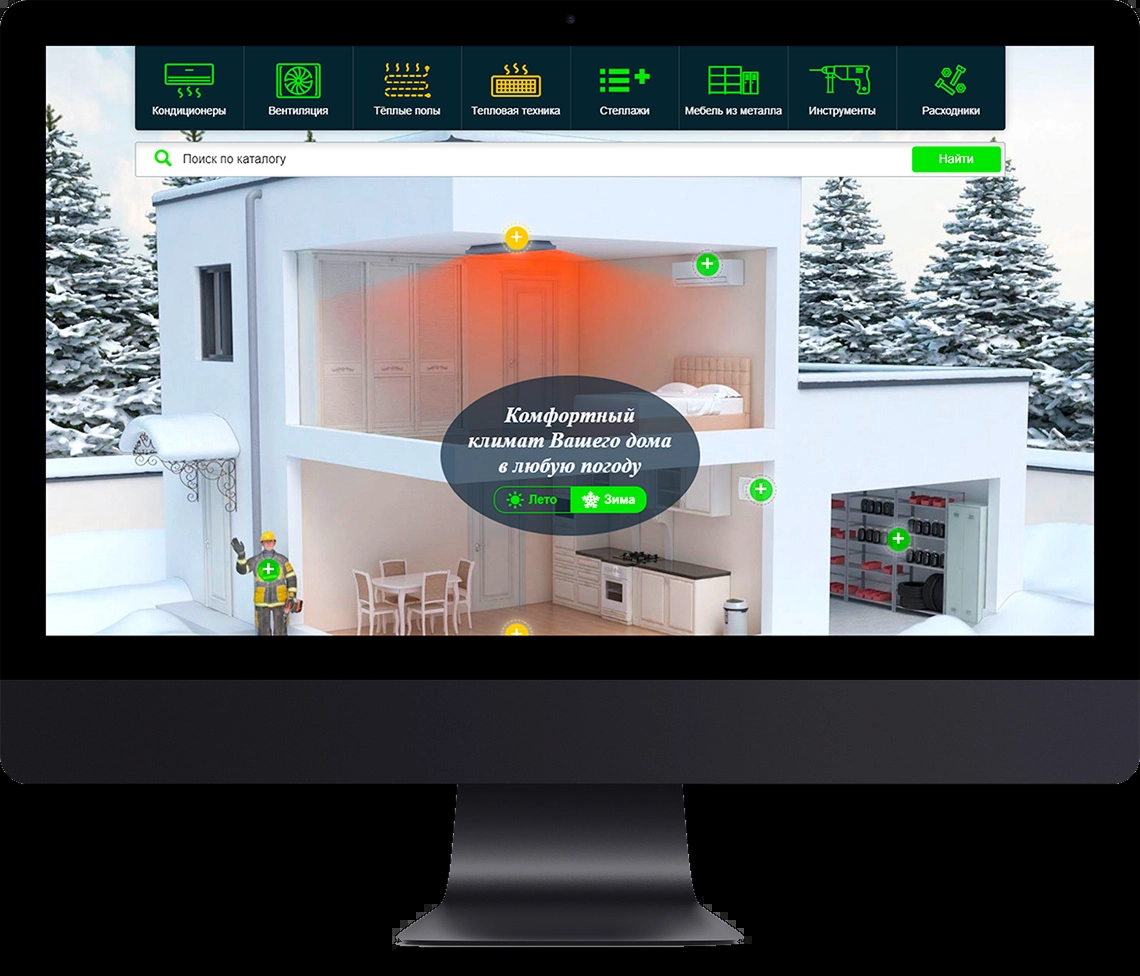 Кондиционеры
Вентиляция
Тёплые полы
Тепловая техника
Стеллажи
Мебель из металла
Инструменты
Расходники
Поиск по каталогу
Найти
Комфортный
климат Вашего дома
в любую погоду
Лето
Зима